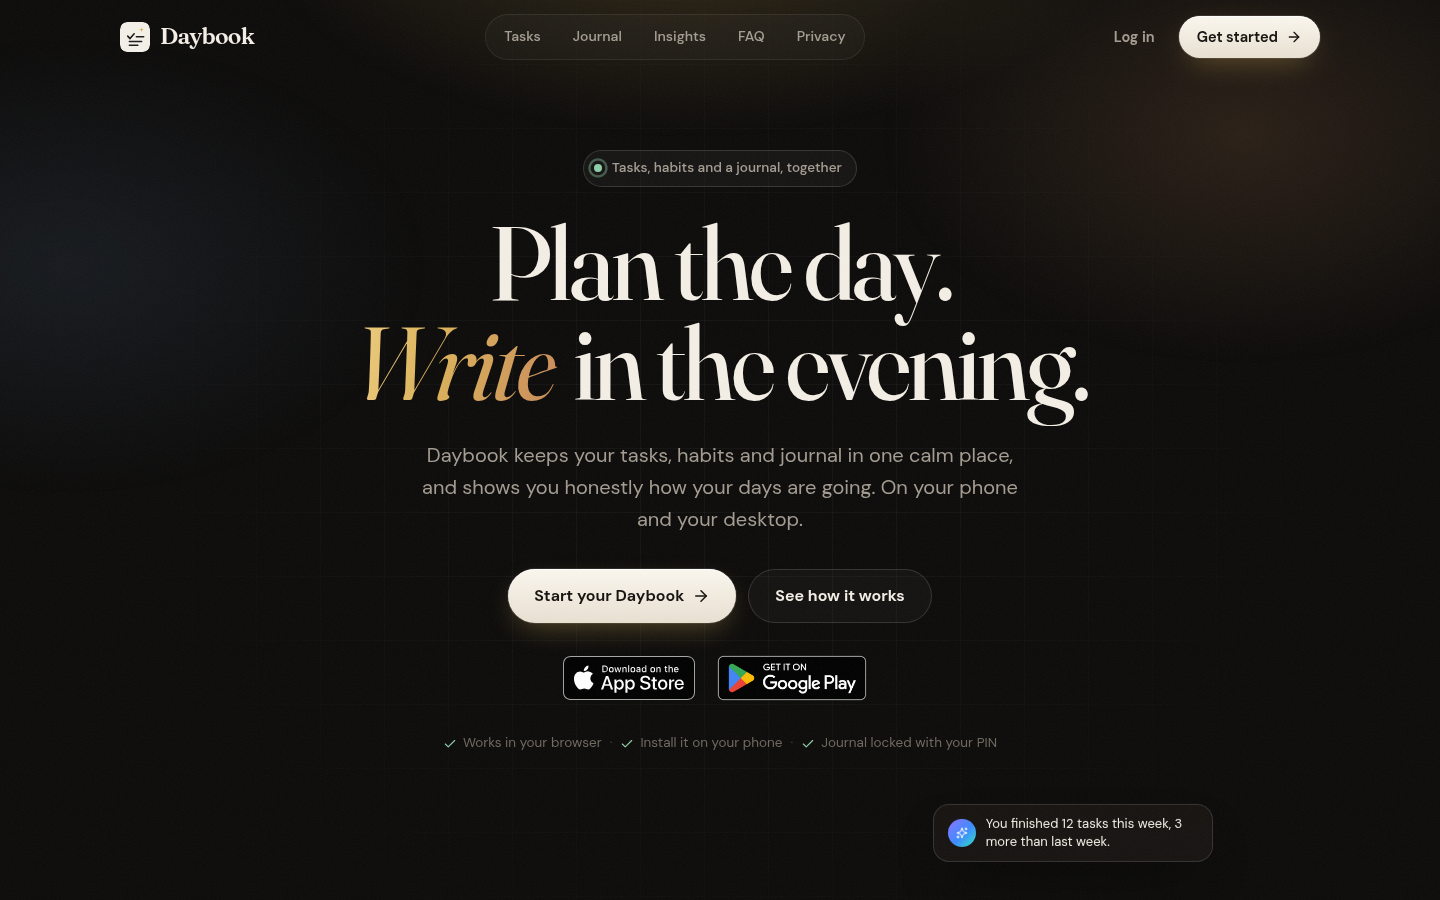 Daybook
Tasks Journal Insights FAQ Privacy
Log in
Get started
Tasks, habits and a journal, together
Plan the day.
Write in the evening.
Daybook keeps your tasks, habits and journal in one calm place,
and shows you honestly how your days are going. On your phone
and your desktop.
Start your Daybook
See how it works
Download on the
App Store
GET IT ON
Google Play
Works in your browser · Install it on your phone · Journal locked with your PIN
You finished 12 tasks this week, 3
more than last week.